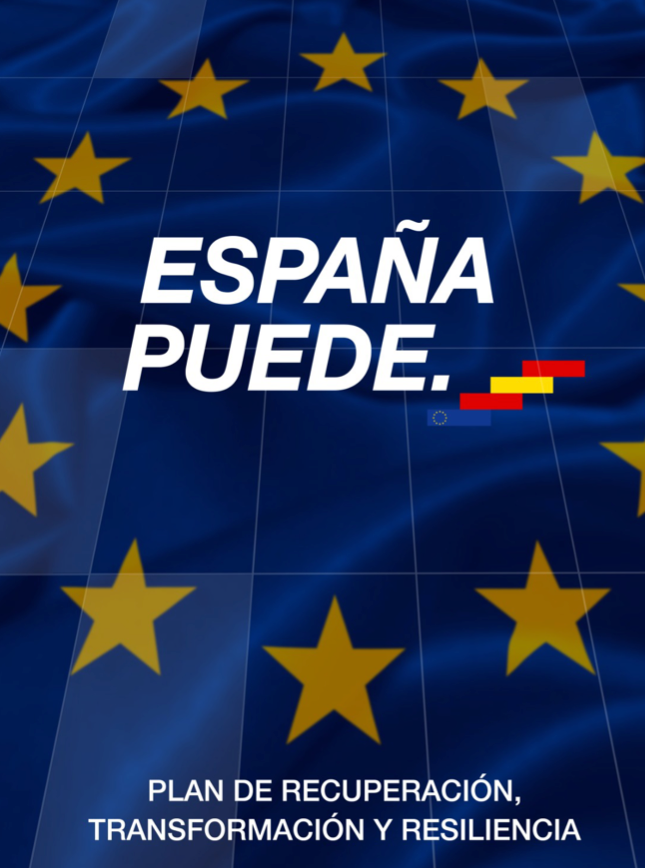 ESPAÑA
PUEDE.
PLAN DE RECUPERACIÓN,
TRANSFORMACIÓN Y RESILIENCIA